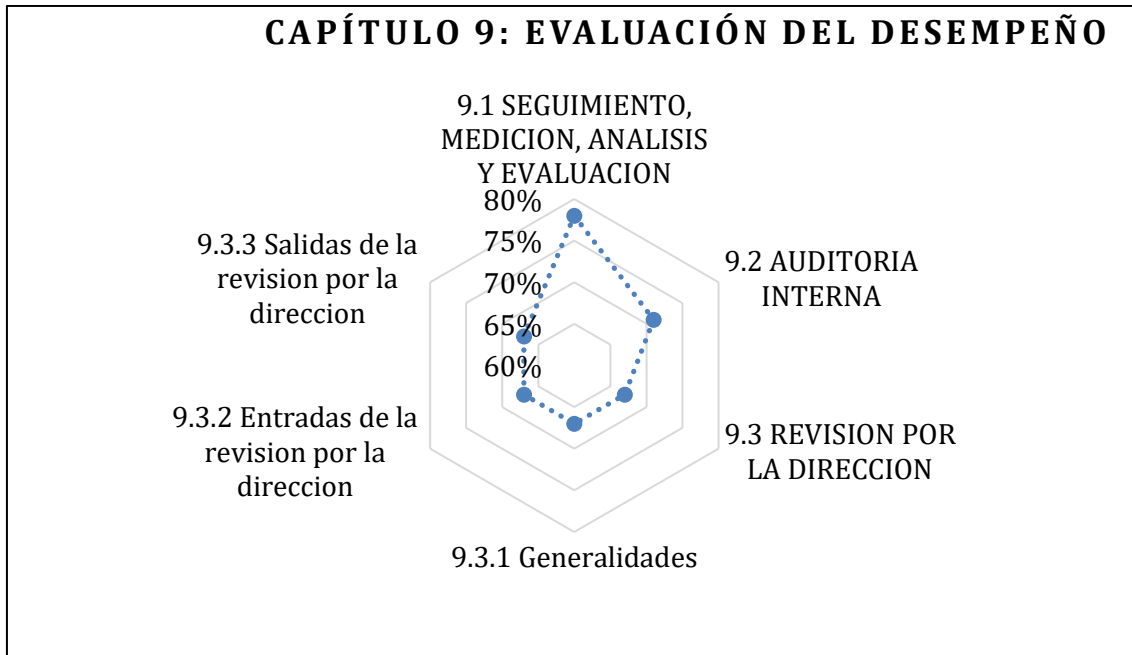 CAPÍTULO 9: EVALUACIÓN DEL DESEMPEÑO
9.1 SEGUIMIENTO,
MEDICION, ANALISIS
Y EVALUACION
80%
75%
70%
65%
60%
9.2 AUDITORIA
INTERNA
9.3 REVISION POR
LA DIRECCION
9.3.1 Generalidades
9.3.2 Entradas de la
revision por la
direccion
9.3.3 Salidas de la
revision por la
direccion